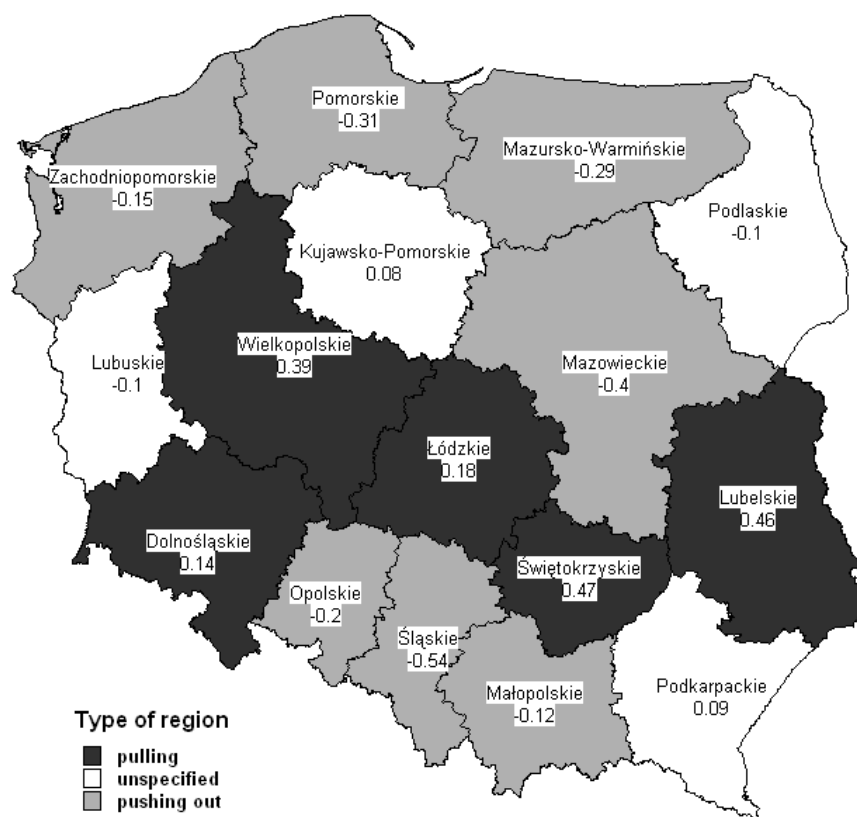 Pomorskie
-0.31
Mazursko-Warmińskie
-0.29
Zachodniopomorskie
-0.15
Podlaskie
-0.1
Kujawsko-Pomorskie
0.08
Wielkopolskie
0.39
Lubuskie
-0.1
Mazowieckie
-0.4
Łódzkie
0.18
Lubelskie
0.46
Dolnośląskie
0.14
Świętokrzyskie
0.47
Opolskie
-0.2
Śląskie
-0.54
Małopolskie
-0.12
Podkarpackie
0.09
Type of region
pulling
unspecified
pushing out